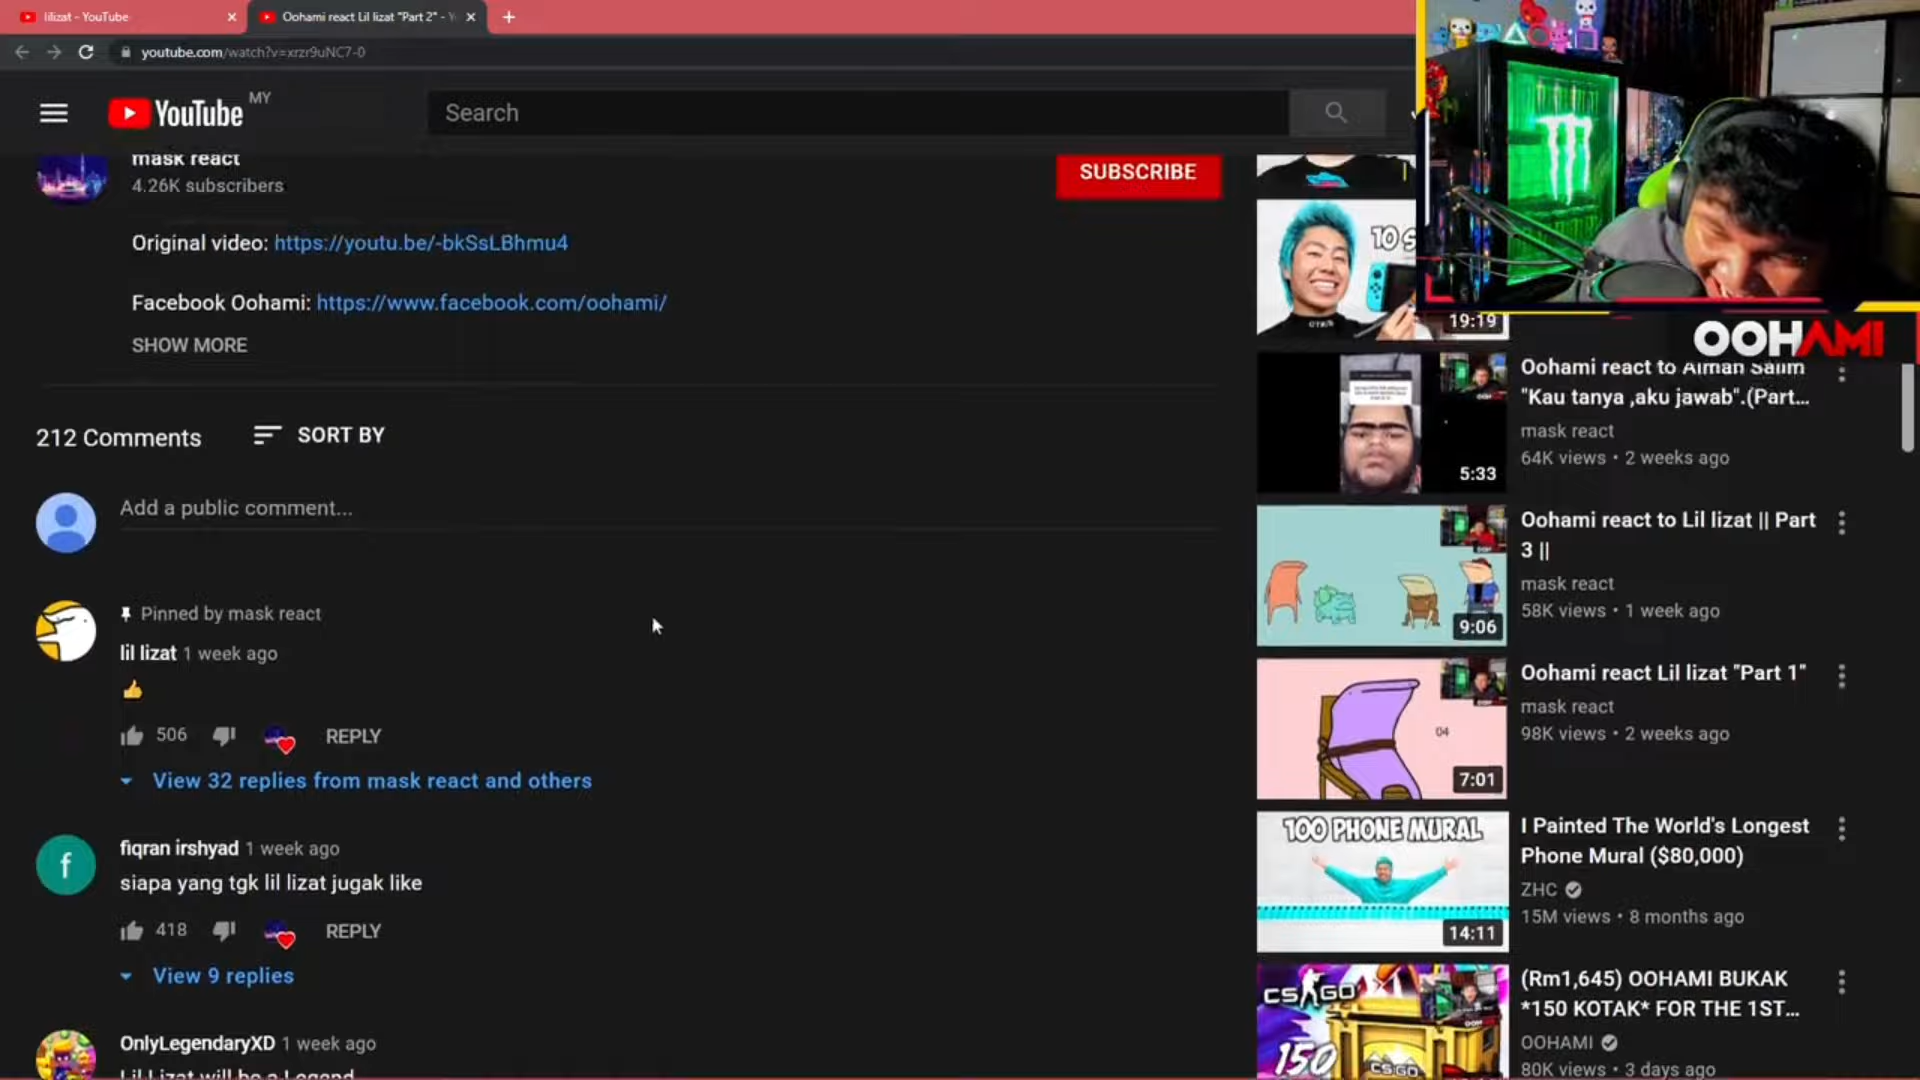 lilizat - YouTube
Oohami react Lil lizat "Part 2" - Y
youtube.com/watch?v=xrzr9uNC7-0
YouTube MY
Search
mask react
4.26K subscribers
SUBSCRIBE
Original video: https://youtu.be/-bkSsLBhmu4
Facebook Oohami: https://www.facebook.com/oohami/
SHOW MORE
212 Comments
SORT BY
Add a public comment...
Pinned by mask react
lil lizat 1 week ago
506
REPLY
View 32 replies from mask react and others
f
fiqran irshyad 1 week ago
siapa yang tgk lil lizat jugak like
418
REPLY
View 9 replies
OnlyLegendaryXD 1 week ago
Lil Lizat will be a Legend
OOHAMI
10 S
19:19
Oohami react to Aiman Salim
"Kau tanya ,aku jawab".(Part...
mask react
64K views • 2 weeks ago
5:33
Oohami react to Lil lizat || Part
3 ||
mask react
58K views • 1 week ago
9:06
Oohami react Lil lizat "Part 1"
mask react
98K views • 2 weeks ago
04
7:01
100 PHONE MURAL
14:11
I Painted The World's Longest
Phone Mural ($80,000)
ZHC
15M views • 8 months ago
CS GO
150
CS GO
(Rm1,645) OOHAMI BUKAK
*150 KOTAK* FOR THE 1ST...
OOHAMI
80K views • 3 days ago